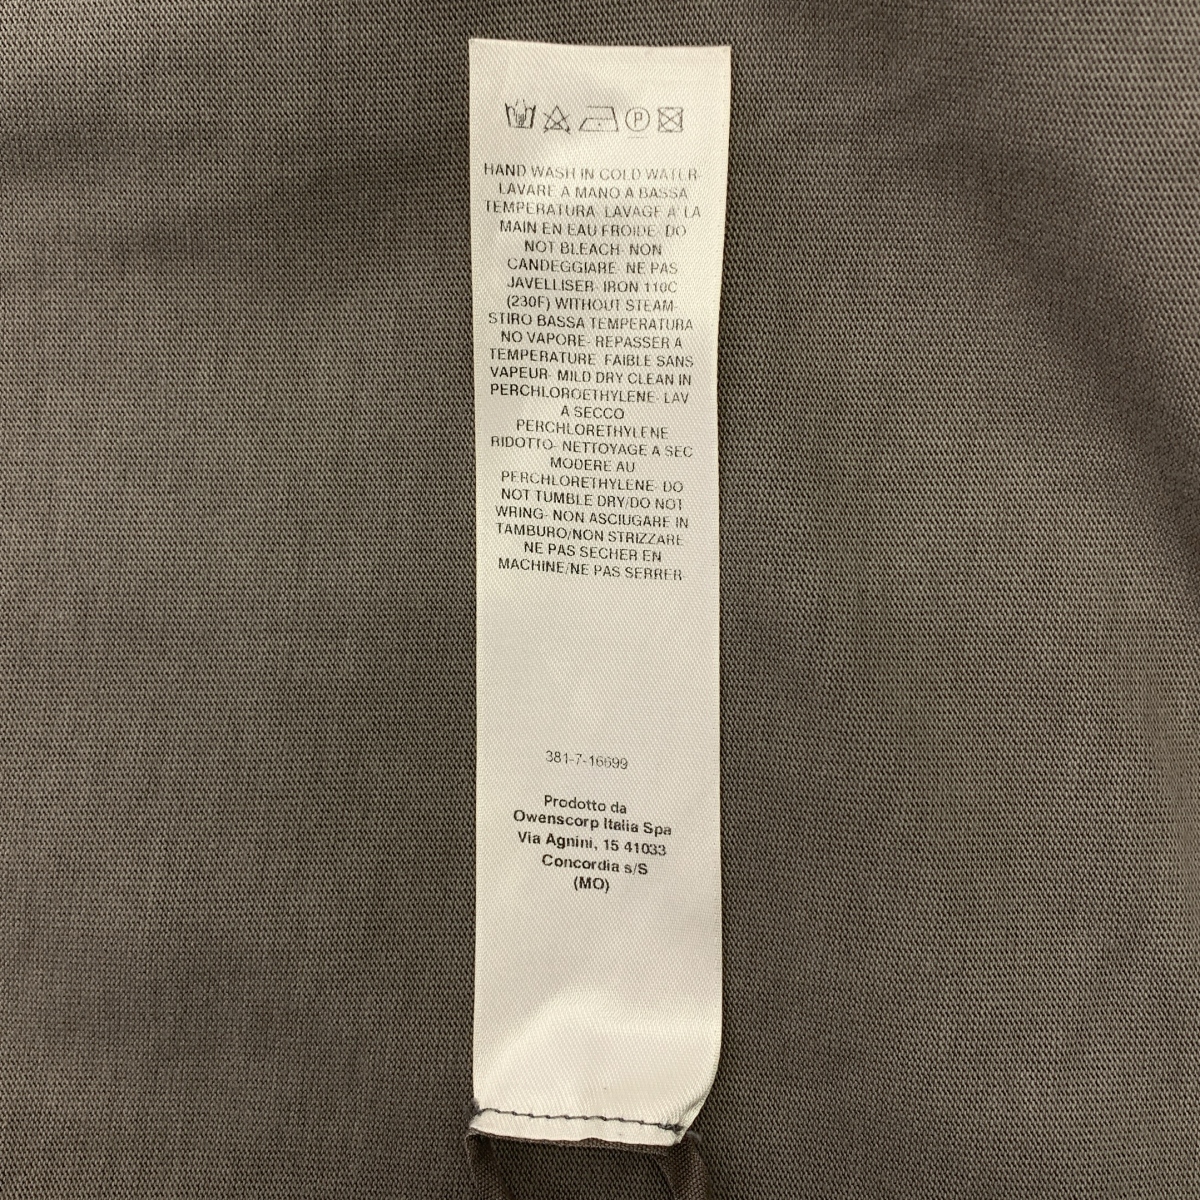 P
HAND WASH IN COLD WATER-
LAVARE A MANO A BASSA
TEMPERATURA LAVAGE A LA
MAIN EN EAU FROIDE- DO
NOT BLEACH- NON
CANDEGGIARE- NE PAS
JAVELLISER- IRON 110C
(230F) WITHOUT STEAM-
STIRO BASSA TEMPERATURA
NO VAPORE- REPASSER A
TEMPERATURE FAIBLE SANS
VAPEUR- MILD DRY CLEAN IN
PERCHLOROETHYLENE- LAV
A SECCO
PERCHLORETHYLENE
RIDOTTO- NETTOYAGE A SEC
MODERE AU
PERCHLORETHYLENE- DO
NOT TUMBLE DRY/DO NOT
WRING- NON ASCIUGARE IN
TAMBURO/NON STRIZZARE
NE PAS SECHER EN
MACHINE/NE PAS SERRER
381-7-16699
Prodotto da
Owenscorp Italia Spa
Via Agnini, 15 41033
Concordia s/S
(MO)